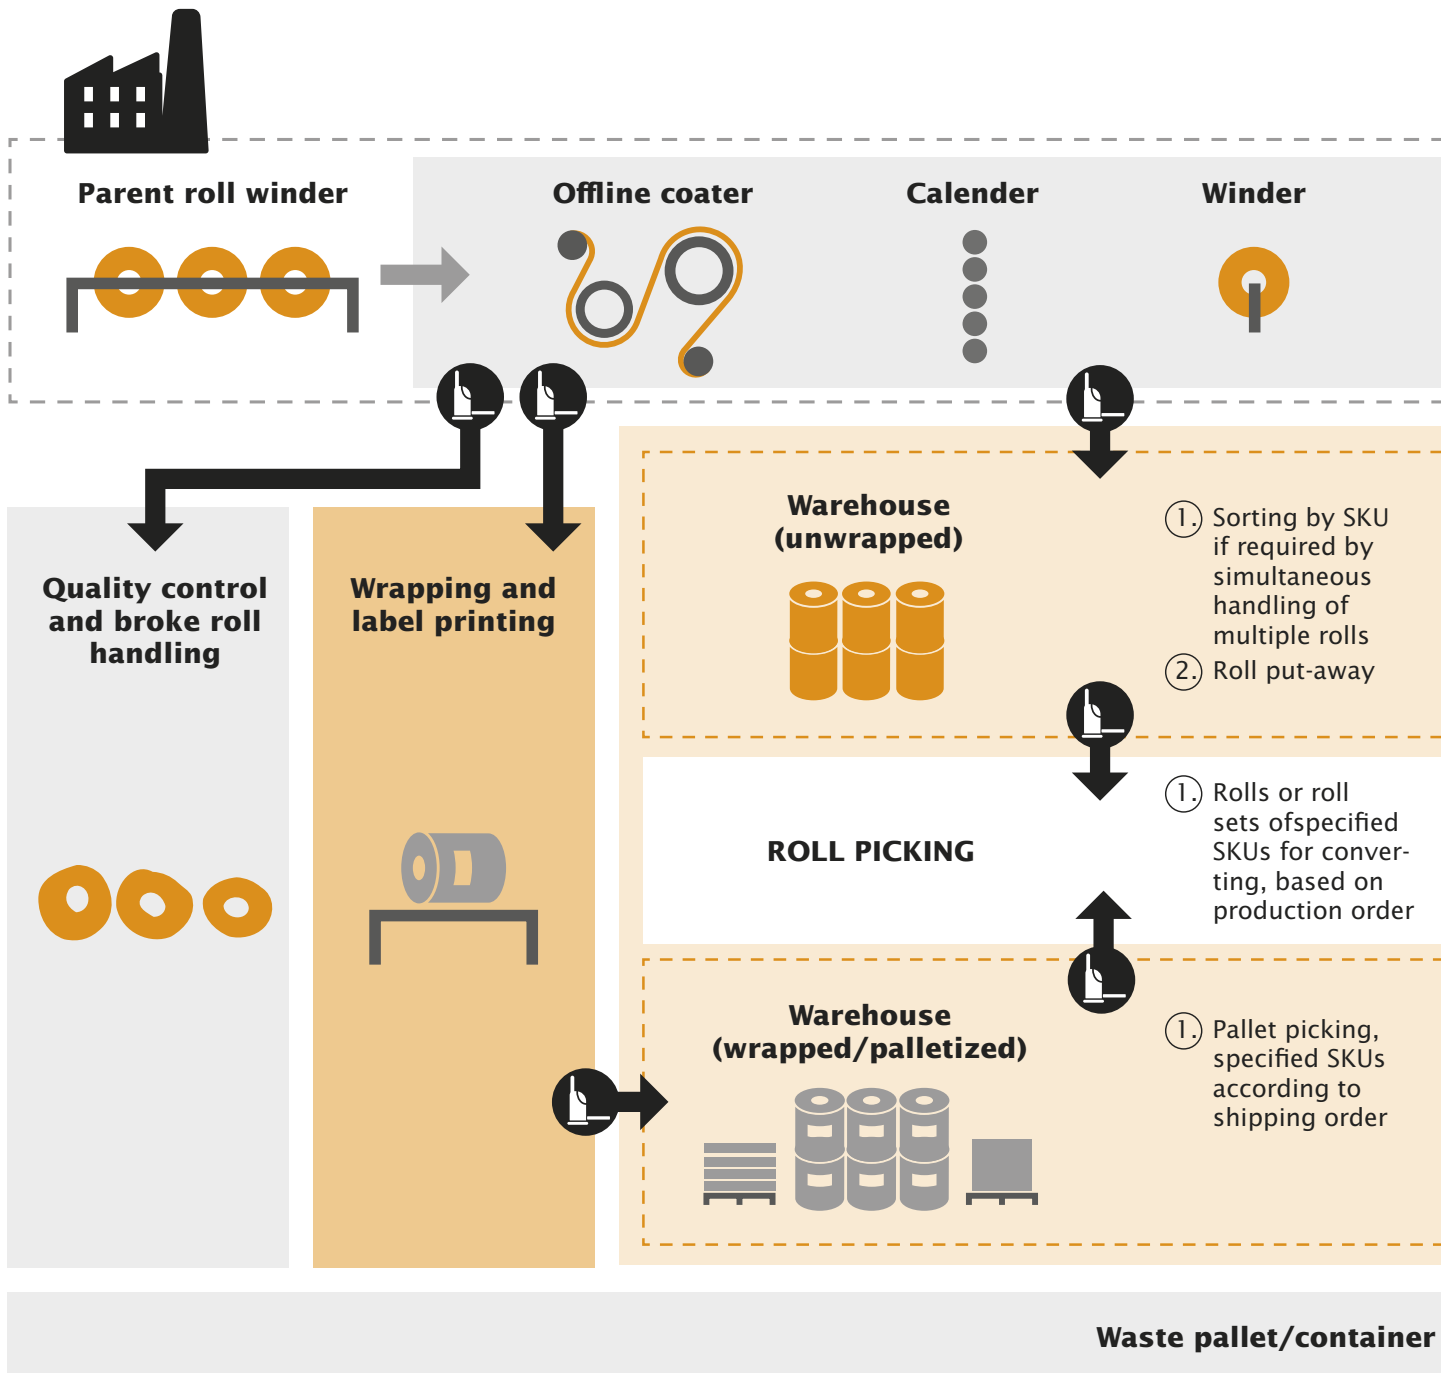 Parent roll winder
Offline coater
Calender
Winder
Quality control
and broke roll
handling
Wrapping and
label printing
Warehouse
(unwrapped)
1. Sorting by SKU
if required by
simultaneous
handling of
multiple rolls
2. Roll put-away
ROLL PICKING
1. Rolls or roll
sets ofspecified
SKUs for conver-
ting, based on
production order
Warehouse
(wrapped/palletized)
1. Pallet picking,
specified SKUs
according to
shipping order
Waste pallet/container